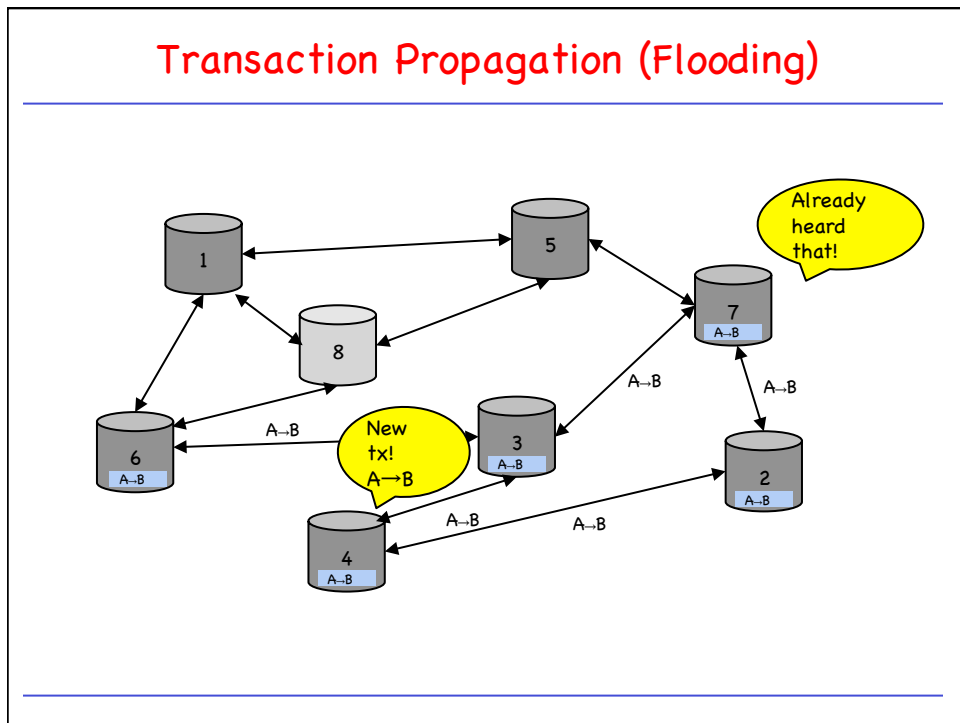 Transaction Propagation (Flooding)
Already
heard
that!
1
5
7
A→B
8
A→B
A→B
New
tx!
A→B
A→B
3
A→B
6
A→B
2
A→B
A→B
A→B
4
A→B